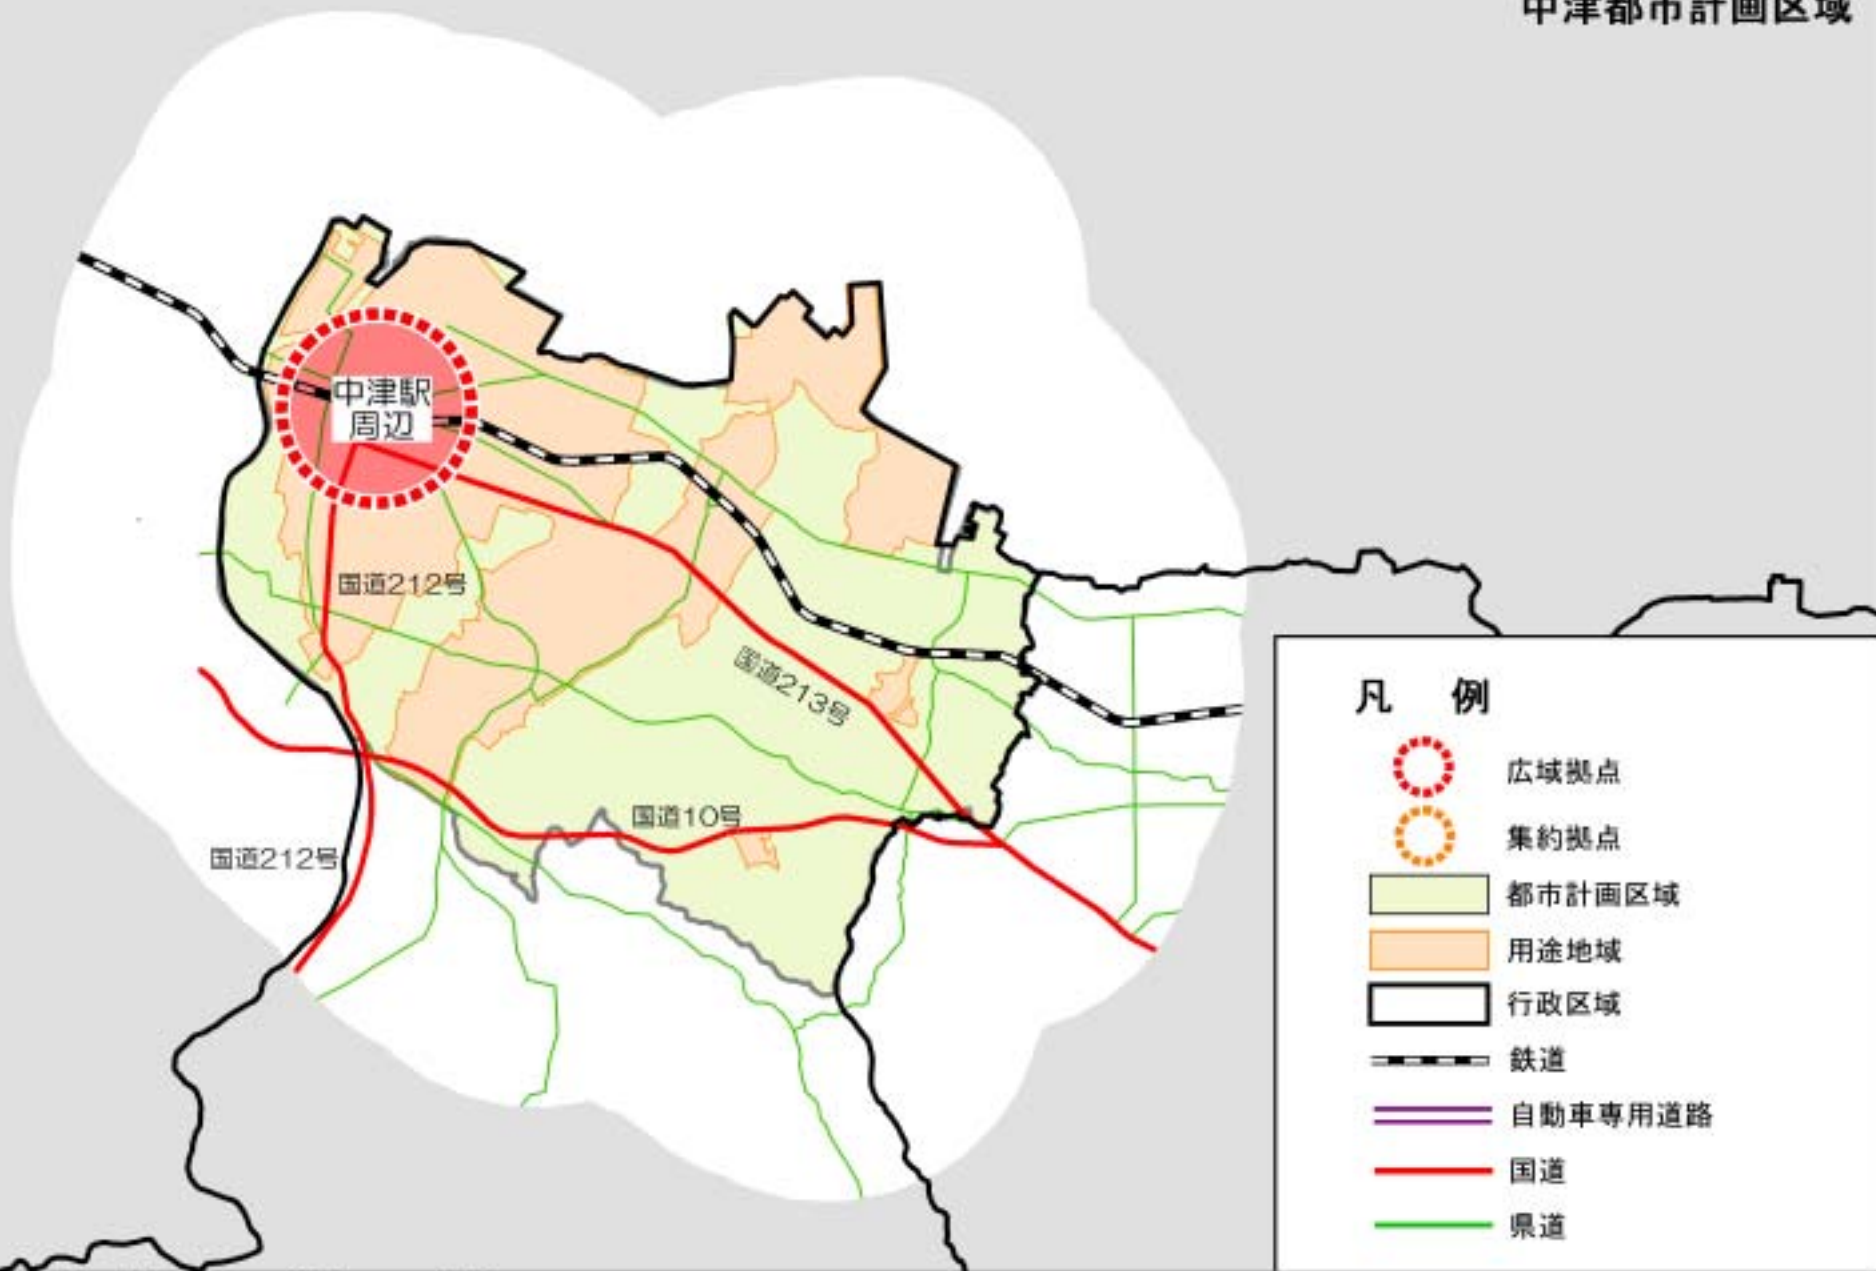 中津都市計画区域
中津駅
周辺
国道212号
国道213号
国道10号
国道212号
凡 例
広域拠点
集約拠点
都市計画区域
用途地域
行政区域
鉄道
自動車専用道路
国道
県道